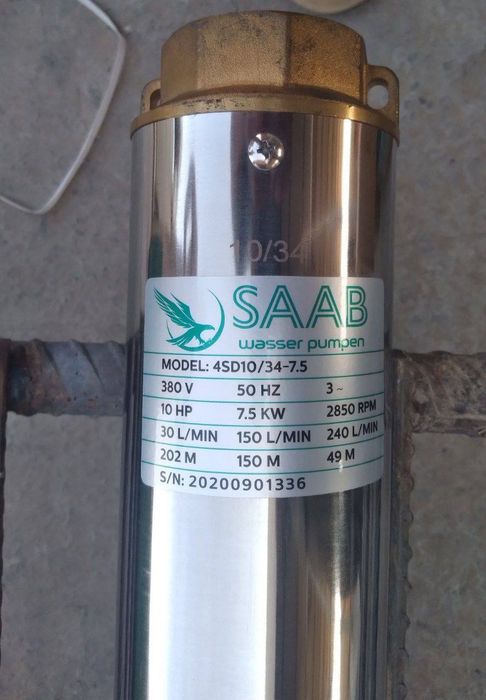 10/34
SAAB
wasser pumpen
MODEL: 4SD10/34-7.5
380 V 50 HZ 3~
10 HP 7.5 KW 2850 RPM
30 L/MIN 150 L/MIN 240 L/MIN
202 M 150 M 49 M
S/N: 20200901336